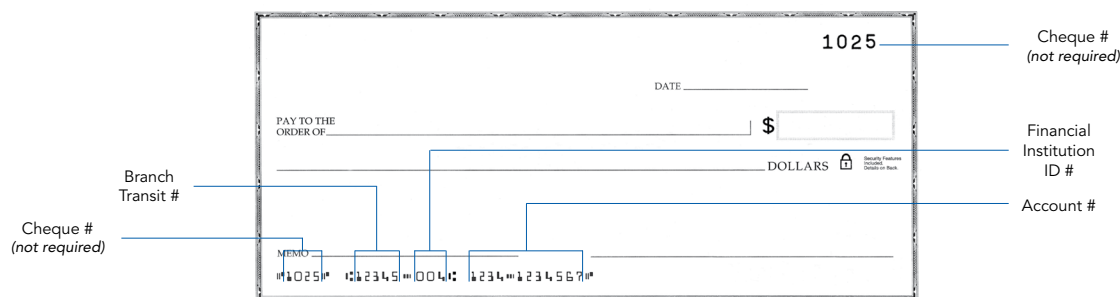 1025
Cheque #
(not required)
DATE
PAY TO THE
ORDER OF
$
Financial
Institution
ID #
DOLLARS
Security Features
Included.
Details on Back.
Branch
Transit #
Account #
Cheque #
(not required)
MEMO
⑈1025⑈ ⑆12345⑉004⑆ 1234⑉1234567⑈